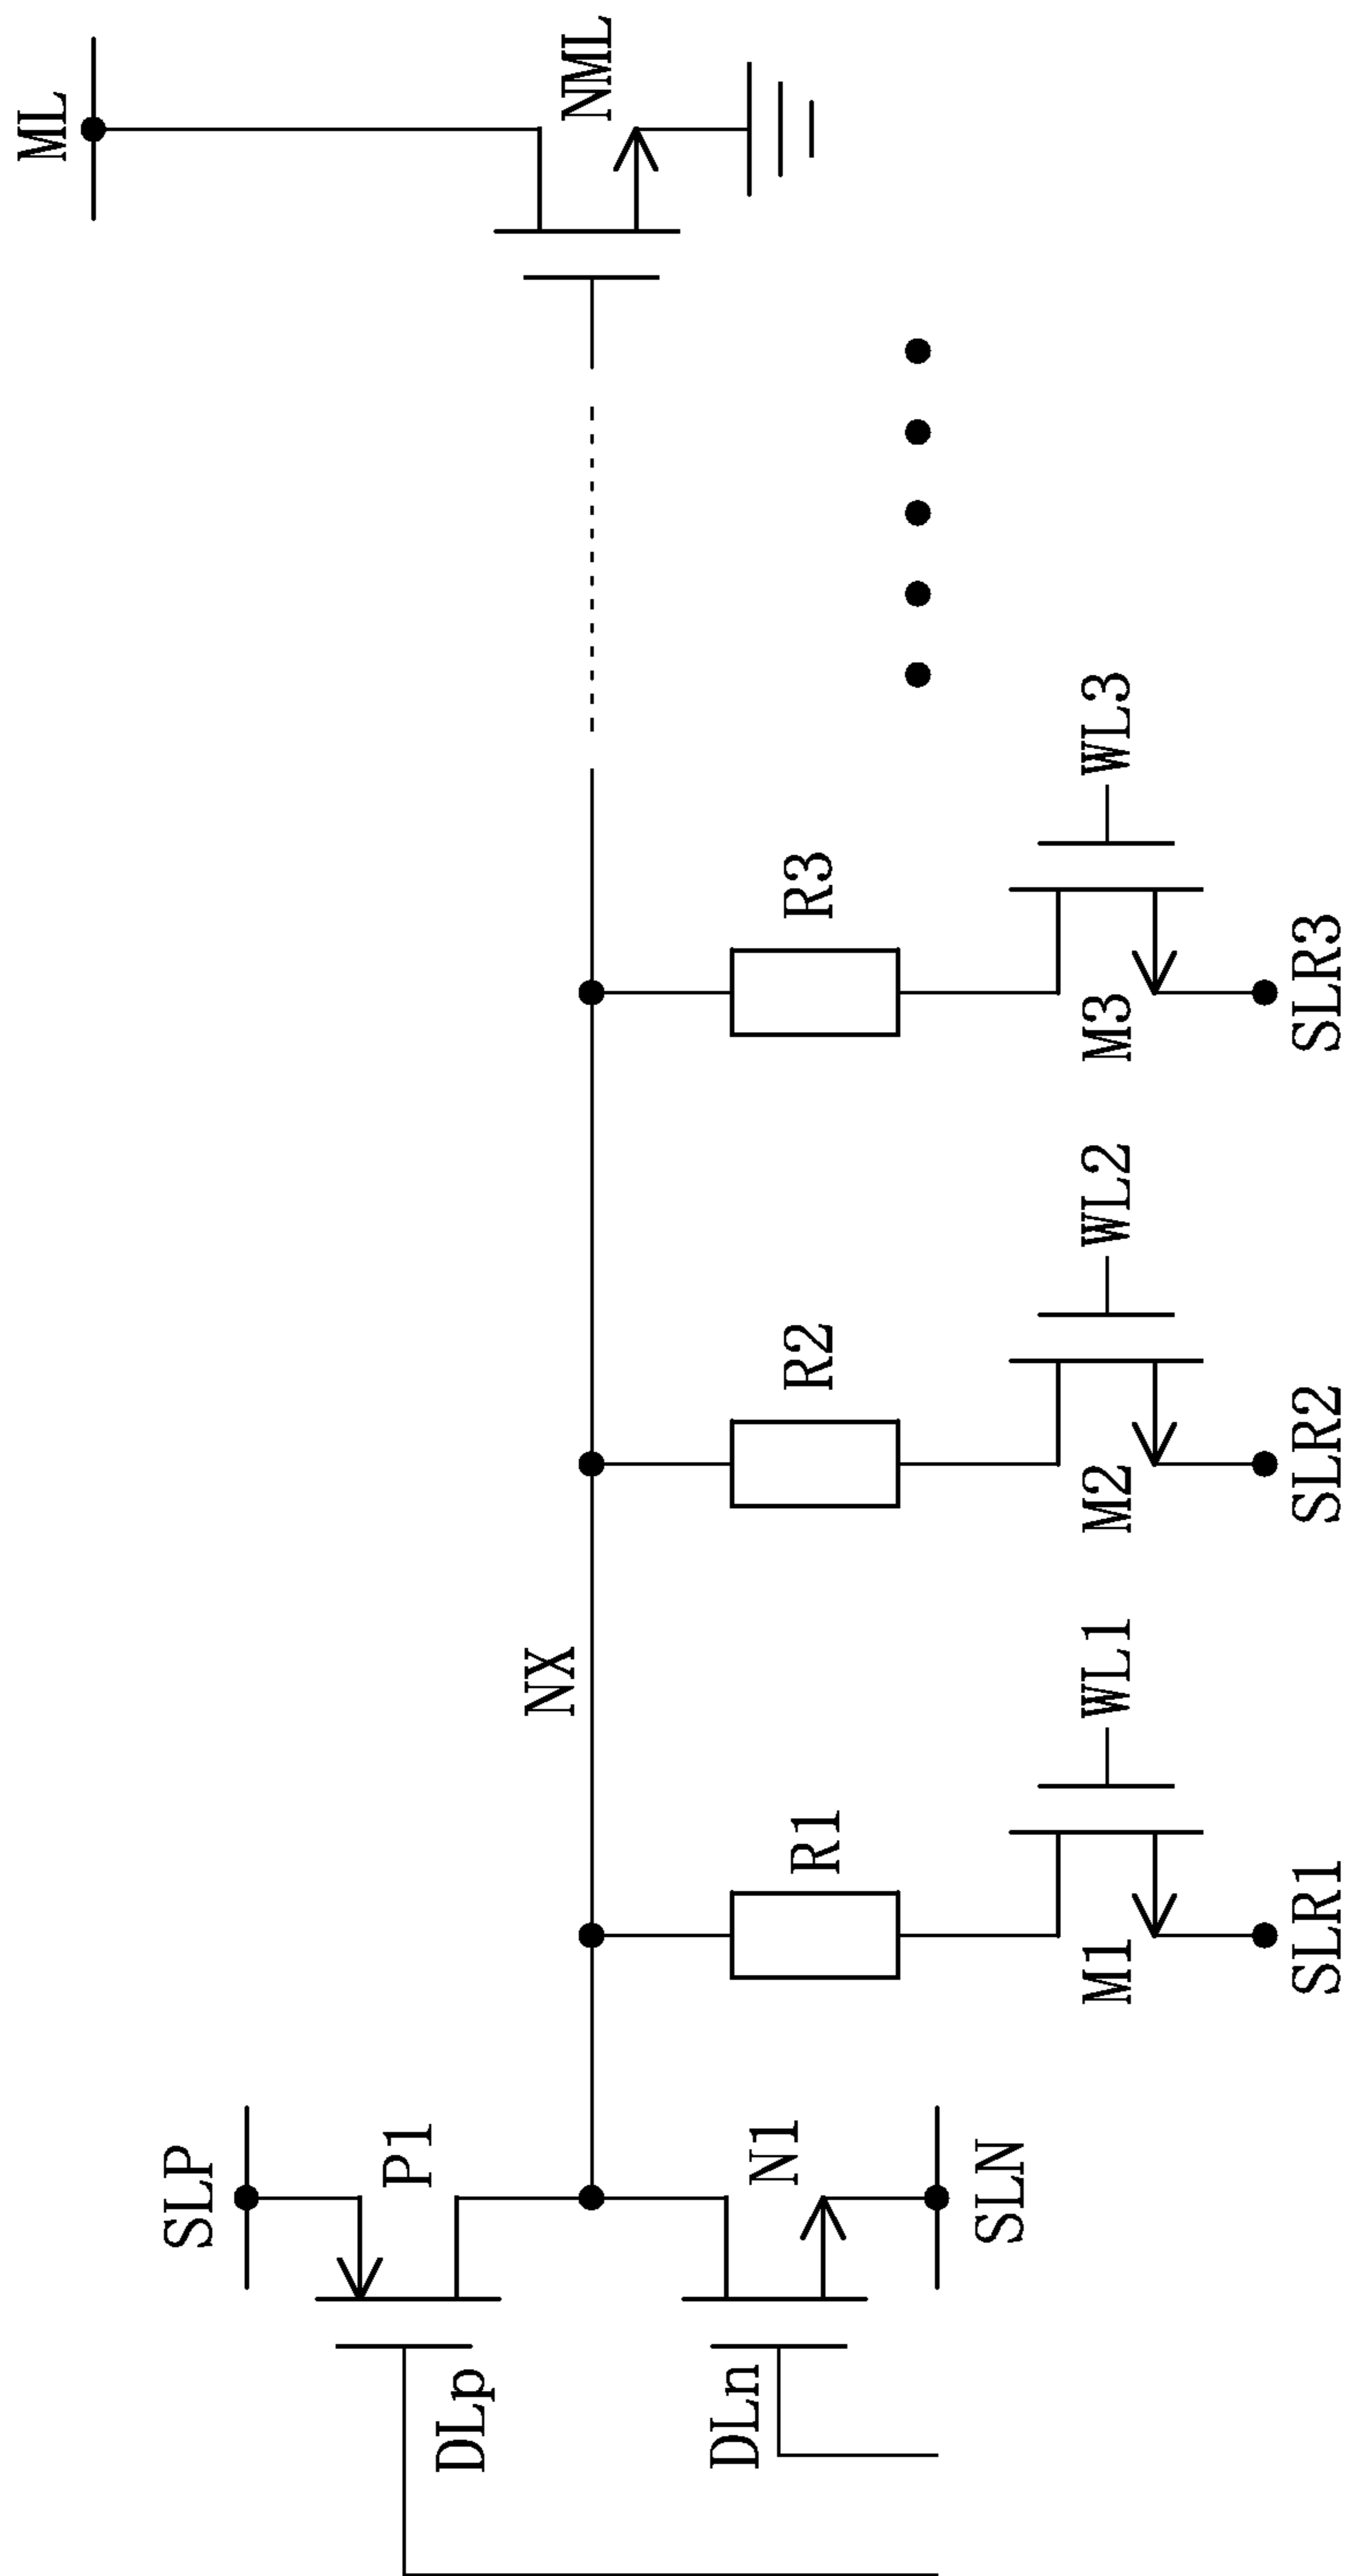 SLP
ML
DLp
P1
NX
NML
DLn
N1
R1
R2
R3
SLN
M1
WL1
M2
WL2
M3
WL3
SLR1
SLR2
SLR3